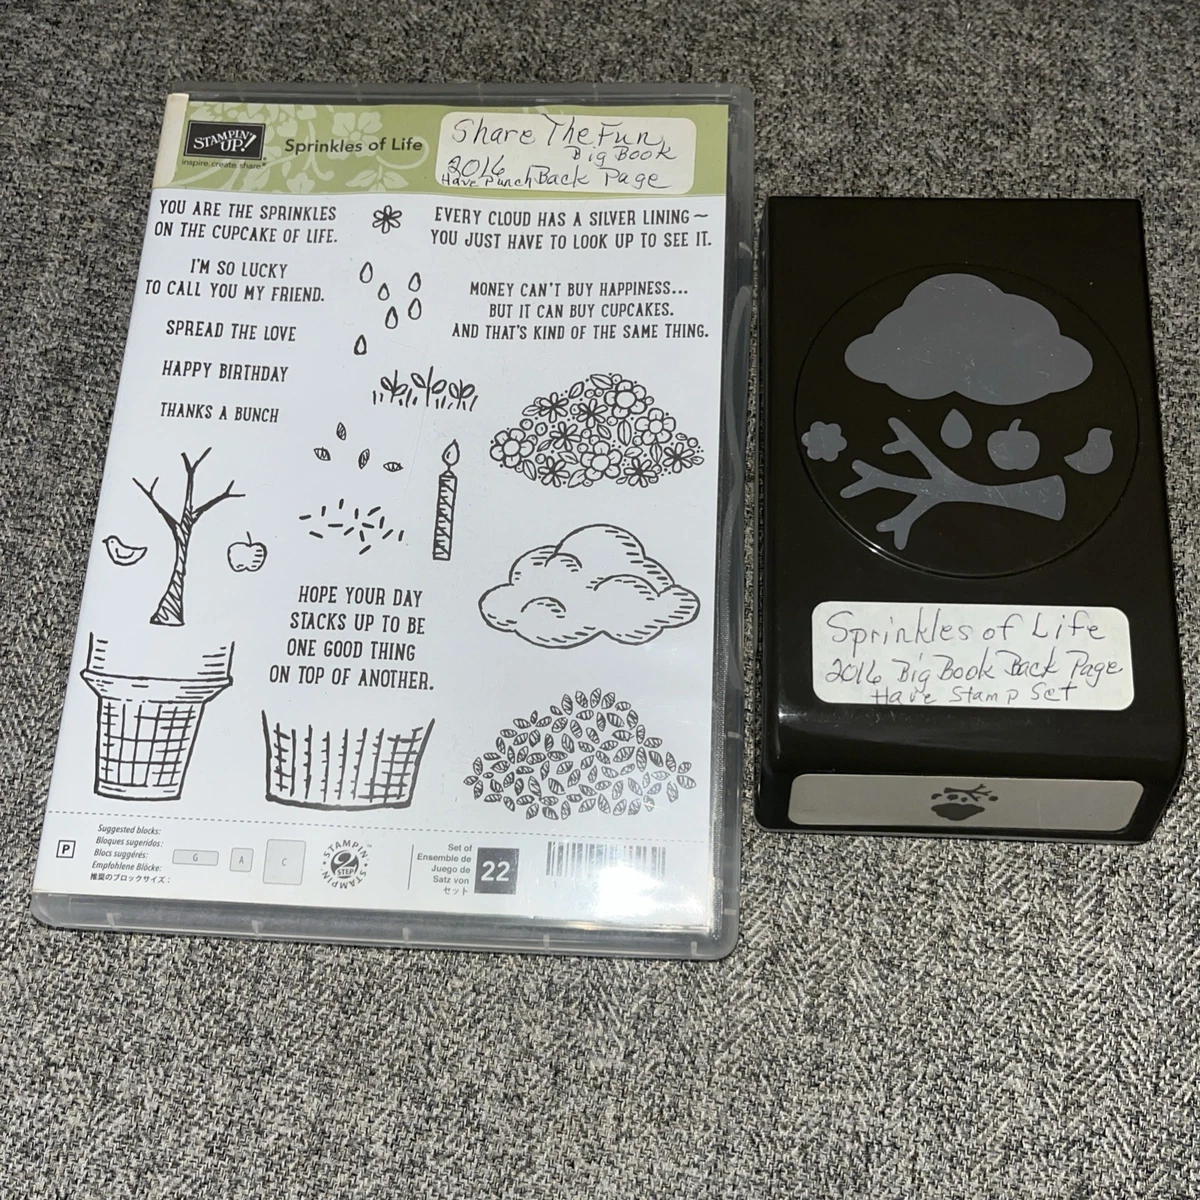 STAMPIN' UP!
inspire. create. share.
Sprinkles of Life
Share The Fun
Big Book
2016
Have Punch Back Page
YOU ARE THE SPRINKLES
ON THE CUPCAKE OF LIFE.
EVERY CLOUD HAS A SILVER LINING~
YOU JUST HAVE TO LOOK UP TO SEE IT.
I'M SO LUCKY
TO CALL YOU MY FRIEND.
MONEY CAN'T BUY HAPPINESS...
BUT IT CAN BUY CUPCAKES.
AND THAT'S KIND OF THE SAME THING.
SPREAD THE LOVE
HAPPY BIRTHDAY
THANKS A BUNCH
HOPE YOUR DAY
STACKS UP TO BE
ONE GOOD THING
ON TOP OF ANOTHER.
P
Suggested blocks:
Bloques sugeridos:
Blocs suggérés:
Empfohlene Blöcke:
推奨のブロックサイズ:
G
A
C
STAMPIN'
2
STEP
STAMPIN'
Set of
Ensemble de
Juego de
Satz von
セット
22
Sprinkles of Life
2016 Big Book Back Page
Have Stamp Set